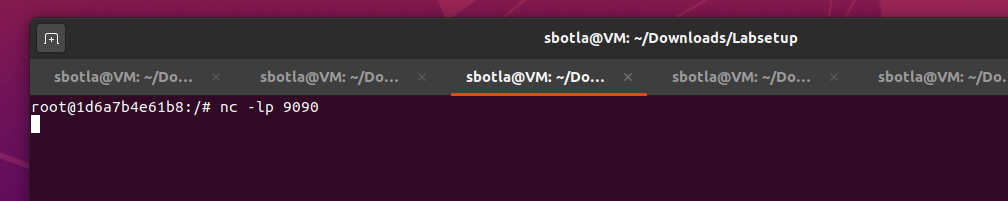 sbotla@VM: ~/Downloads/Labsetup
sbotla@VM: ~/Do... × sbotla@VM: ~/Do... × sbotla@VM: ~/Do... × sbotla@VM: ~/Do... × sbotla@VM: ~/Do...
root@1d6a7b4e61b8:/# nc -lp 9090